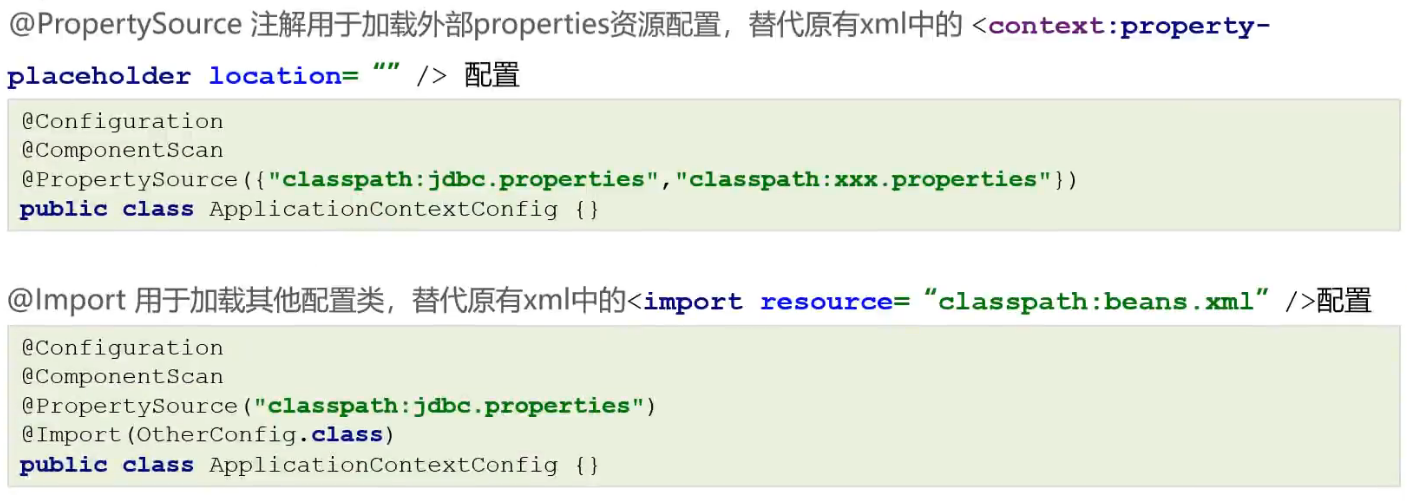 @PropertySource 注解用于加载外部properties资源配置，替代原有xml中的 <context:property-
placeholder location= “” /> 配置
@Configuration
@ComponentScan
@PropertySource({"classpath:jdbc.properties","classpath:xxx.properties"})
public class ApplicationContextConfig {}
@Import 用于加载其他配置类，替代原有xml中的<import resource= “classpath:beans.xml” />配置
@Configuration
@ComponentScan
@PropertySource("classpath:jdbc.properties")
@Import(OtherConfig.class)
public class ApplicationContextConfig {}